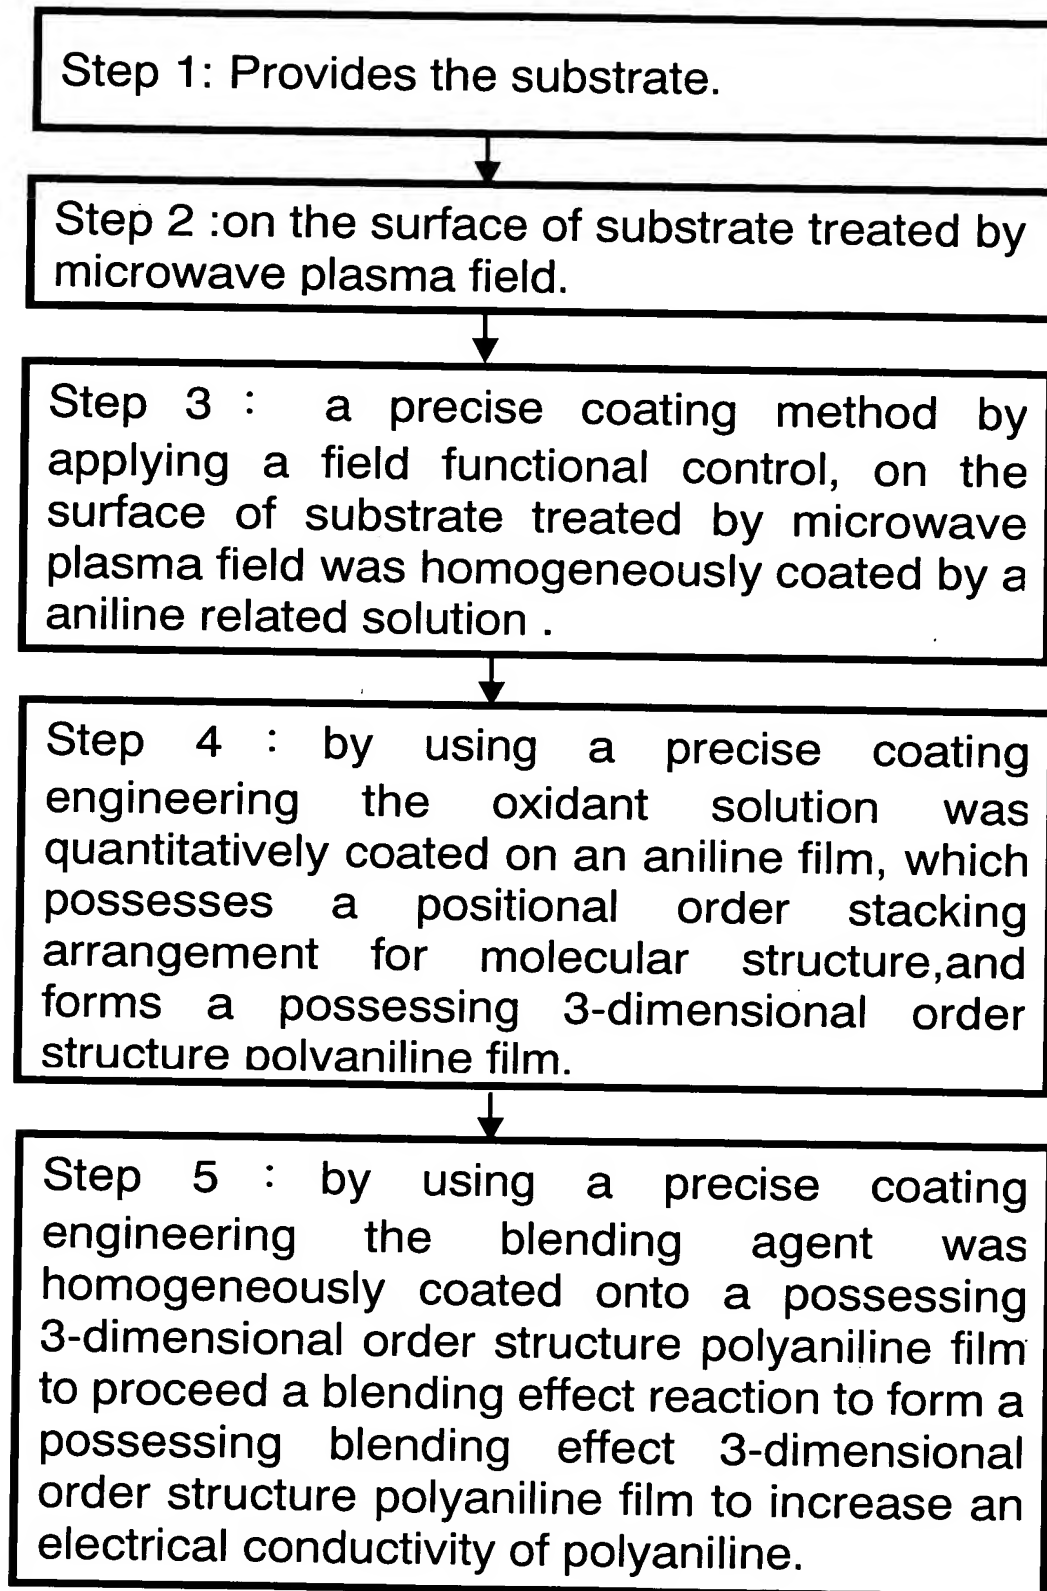 Step 1: Provides the substrate.
Step 2 :on the surface of substrate treated by
microwave plasma field.
Step 3 : a precise coating method by
applying a field functional control, on the
surface of substrate treated by microwave
plasma field was homogeneously coated by a
aniline related solution .
Step 4 : by using a precise coating
engineering the oxidant solution was
quantitatively coated on an aniline film, which
possesses a positional order stacking
arrangement for molecular structure,and
forms a possessing 3-dimensional order
structure polyaniline film.
Step 5 : by using a precise coating
engineering the blending agent was
homogeneously coated onto a possessing
3-dimensional order structure polyaniline film
to proceed a blending effect reaction to form a
possessing blending effect 3-dimensional
order structure polyaniline film to increase an
electrical conductivity of polyaniline.